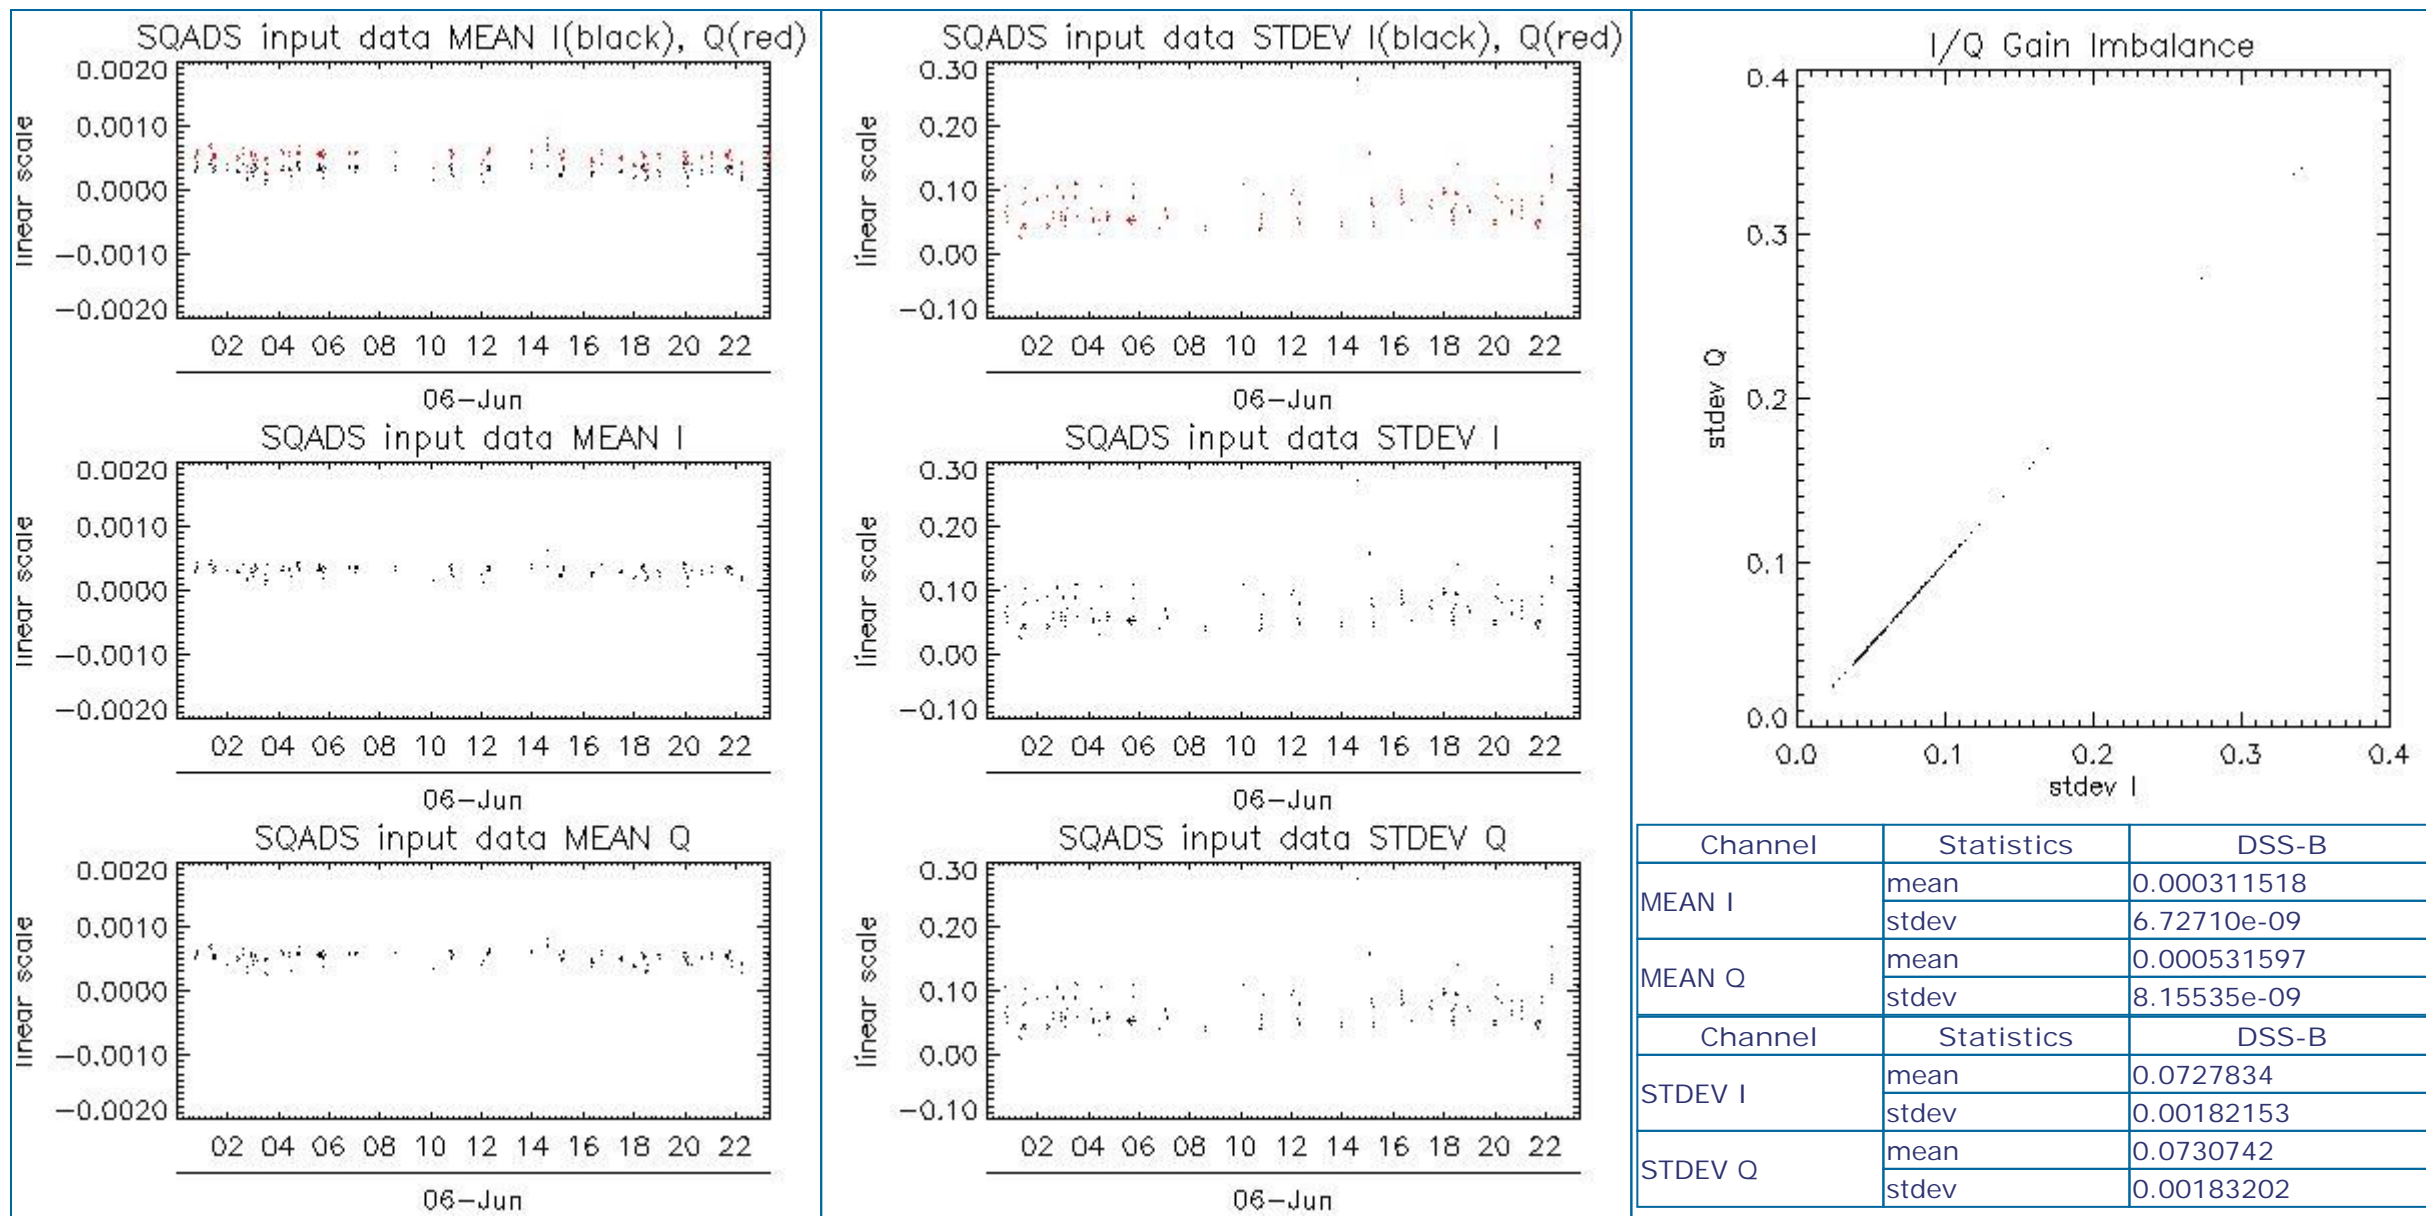 SQADS input data MEAN I(black), Q(red)
0.0020
0.0010
0.0000
−0.0010
−0.0020
linear scale
02 04 06 08 10 12 14 16 18 20 22
06−Jun
SQADS input data MEAN I
0.0020
0.0010
0.0000
−0.0010
−0.0020
linear scale
02 04 06 08 10 12 14 16 18 20 22
06−Jun
SQADS input data MEAN Q
0.0020
0.0010
0.0000
−0.0010
−0.0020
linear scale
02 04 06 08 10 12 14 16 18 20 22
06−Jun
SQADS input data STDEV I(black), Q(red)
0.30
0.20
0.10
0.00
−0.10
linear scale
02 04 06 08 10 12 14 16 18 20 22
06−Jun
SQADS input data STDEV I
0.30
0.20
0.10
0.00
−0.10
linear scale
02 04 06 08 10 12 14 16 18 20 22
06−Jun
SQADS input data STDEV Q
0.30
0.20
0.10
0.00
−0.10
linear scale
02 04 06 08 10 12 14 16 18 20 22
06−Jun
I/Q Gain Imbalance
0.4
0.3
0.2
0.1
0.0
stdev Q
0.0 0.1 0.2 0.3 0.4
stdev I
Channel Statistics DSS-B
MEAN I mean 0.000311518
stdev 6.72710e-09
MEAN Q mean 0.000531597
stdev 8.15535e-09
Channel Statistics DSS-B
STDEV I mean 0.0727834
stdev 0.00182153
STDEV Q mean 0.0730742
stdev 0.00183202